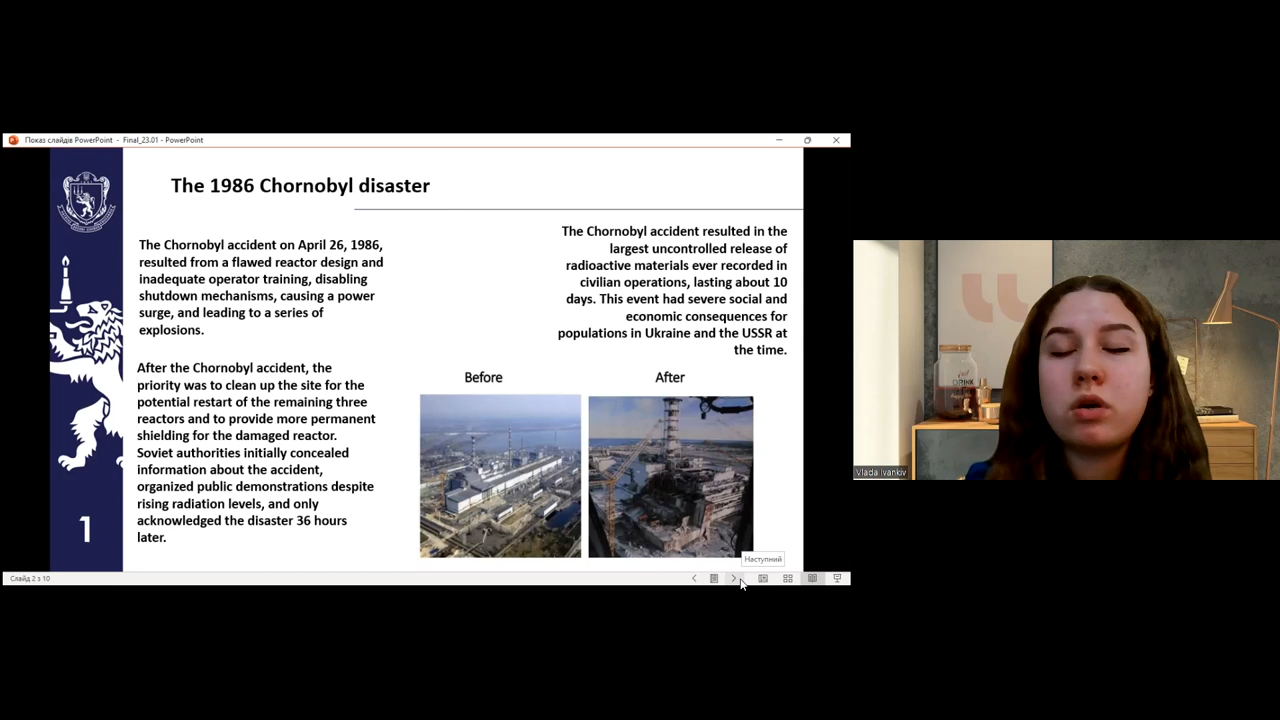 Показ слайдів PowerPoint - Final_23.01 - PowerPoint
The 1986 Chornobyl disaster
The Chornobyl accident on April 26, 1986,
resulted from a flawed reactor design and
inadequate operator training, disabling
shutdown mechanisms, causing a power
surge, and leading to a series of
explosions.
After the Chornobyl accident, the
priority was to clean up the site for the
potential restart of the remaining three
reactors and to provide more permanent
shielding for the damaged reactor.
Soviet authorities initially concealed
information about the accident,
organized public demonstrations despite
rising radiation levels, and only
acknowledged the disaster 36 hours
later.
The Chornobyl accident resulted in the
largest uncontrolled release of
radioactive materials ever recorded in
civilian operations, lasting about 10
days. This event had severe social and
economic consequences for
populations in Ukraine and the USSR at
the time.
Before
After
1
Наступний
Слайд 2 з 10
DRINK
Vlada Ivankiv